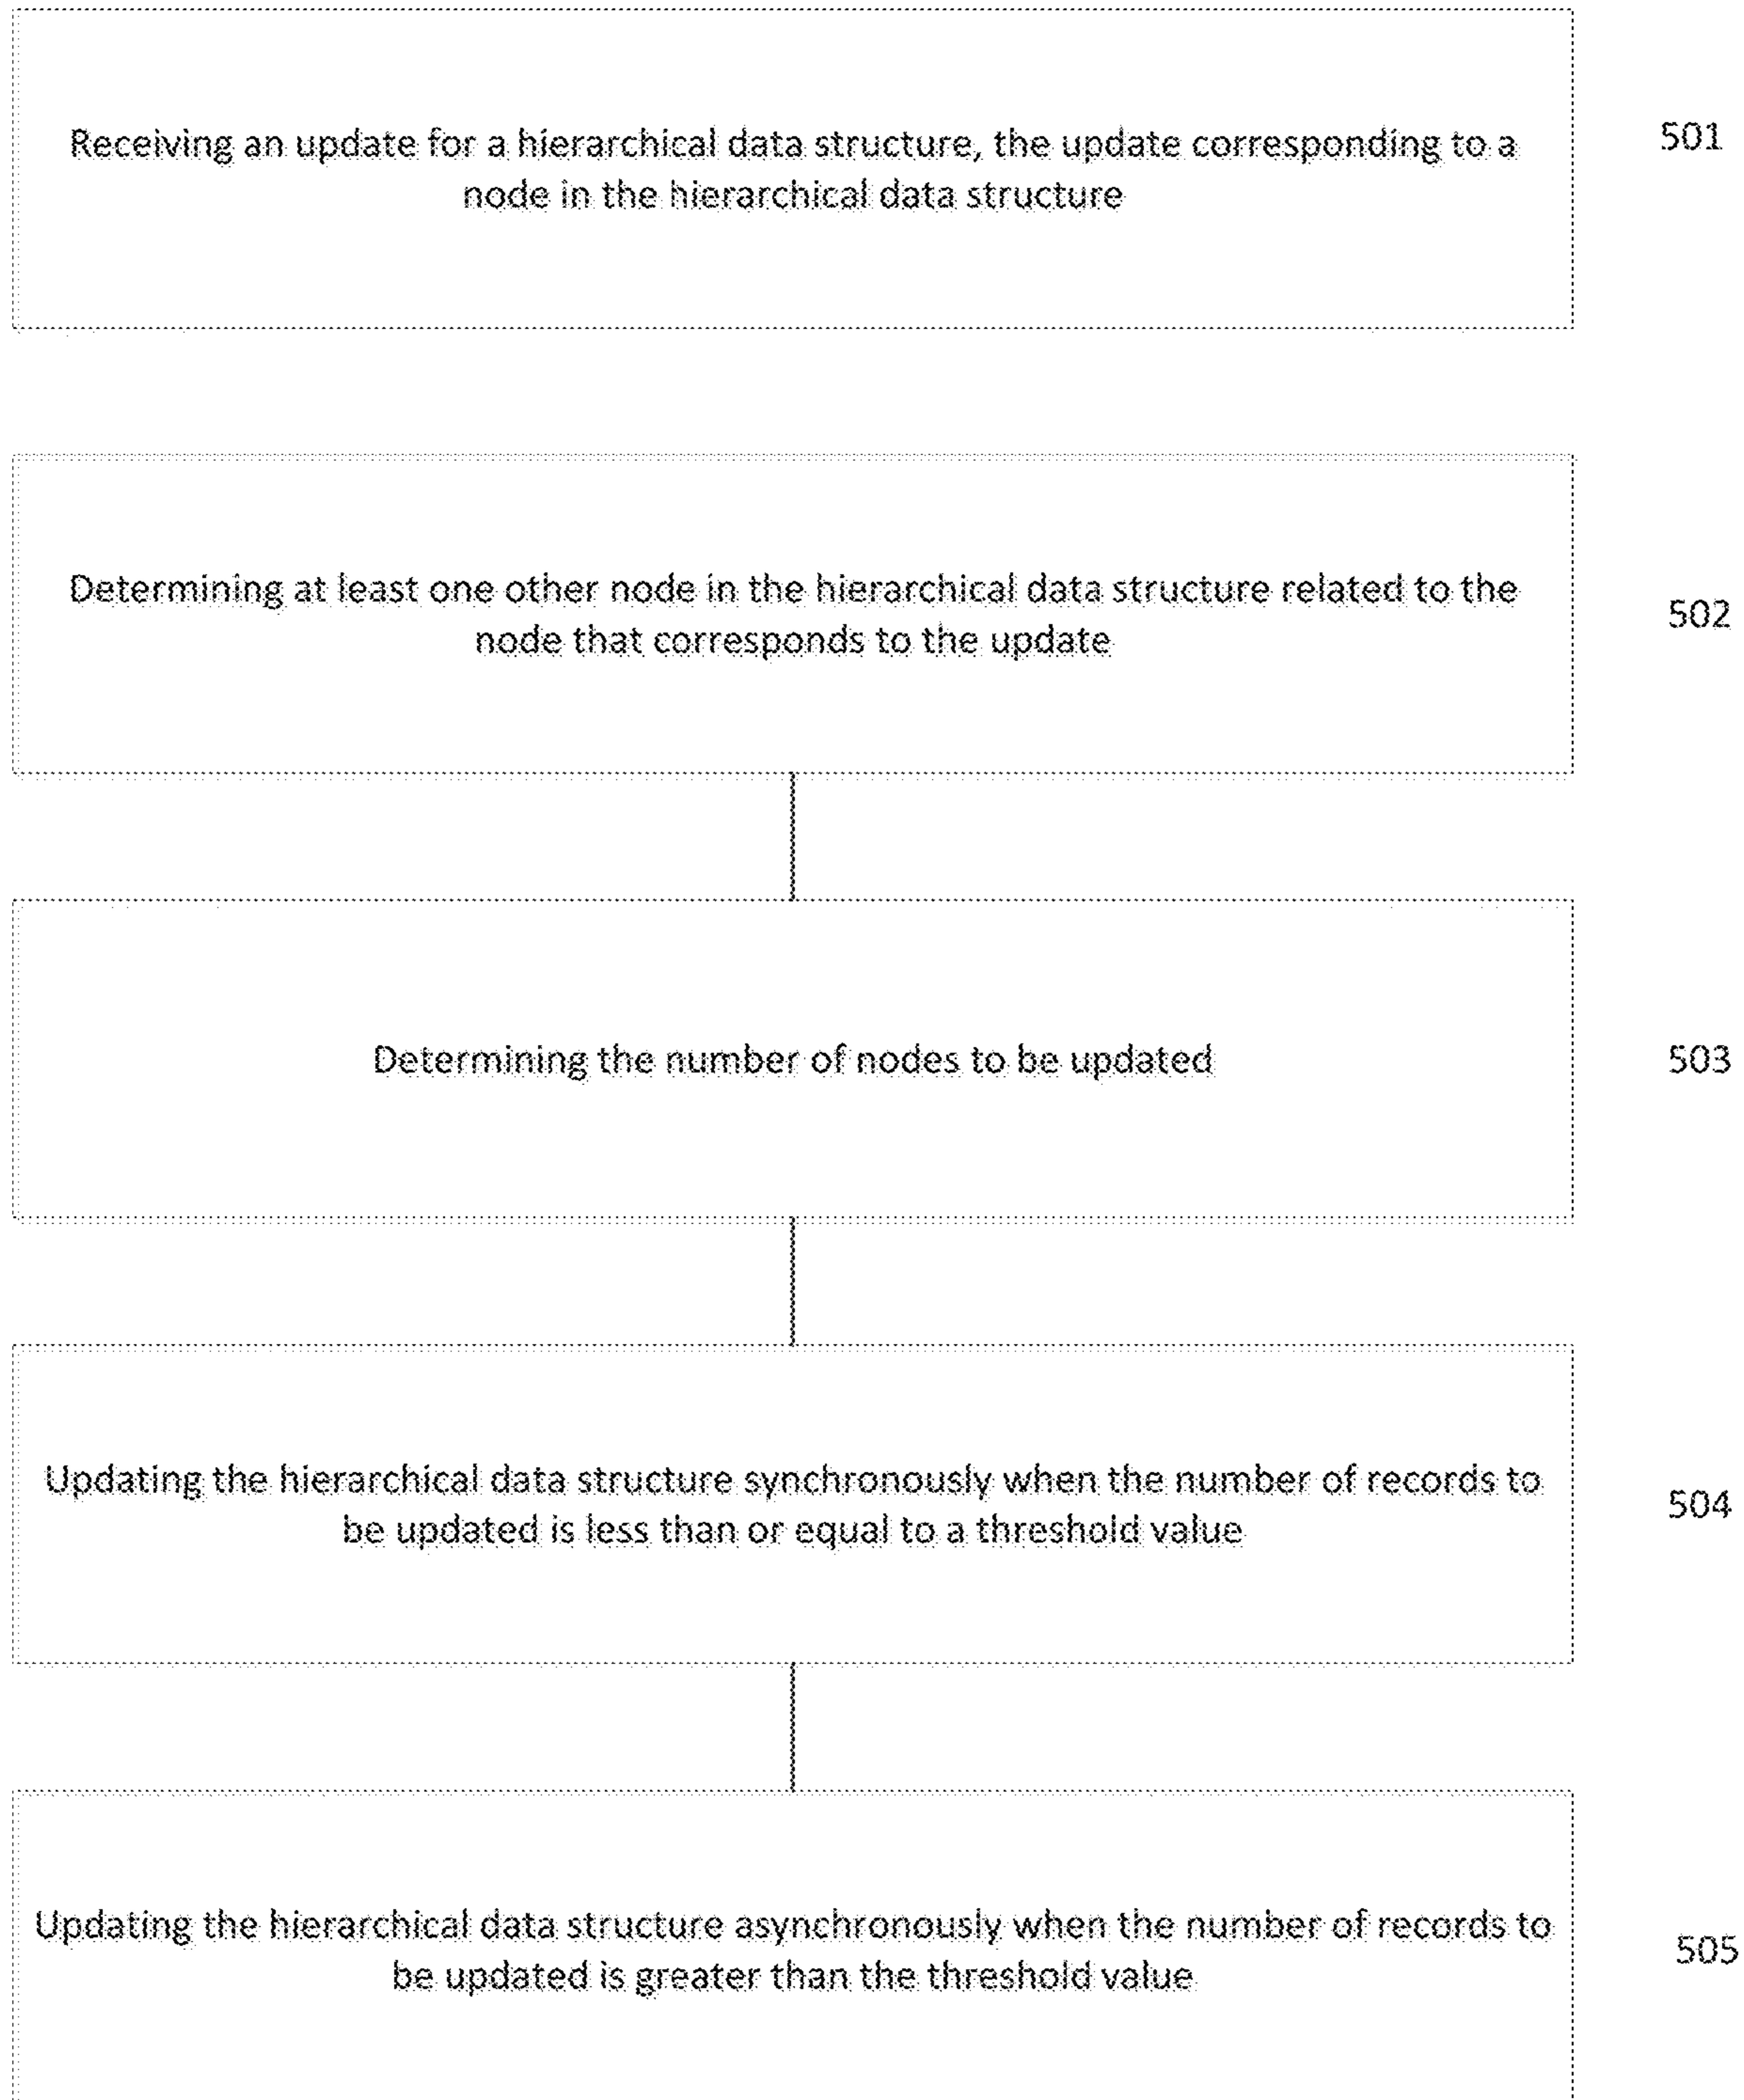 Receiving an update for a hierarchical data structure, the update corresponding to a
node in the hierarchical data structure
501
Determining at least one other node in the hierarchical data structure related to the
node that corresponds to the update
502
Determining the number of nodes to be updated
503
Updating the hierarchical data structure synchronously when the number of records to
be updated is less than or equal to a threshold value
504
Updating the hierarchical data structure asynchronously when the number of records to
be updated is greater than the threshold value
505